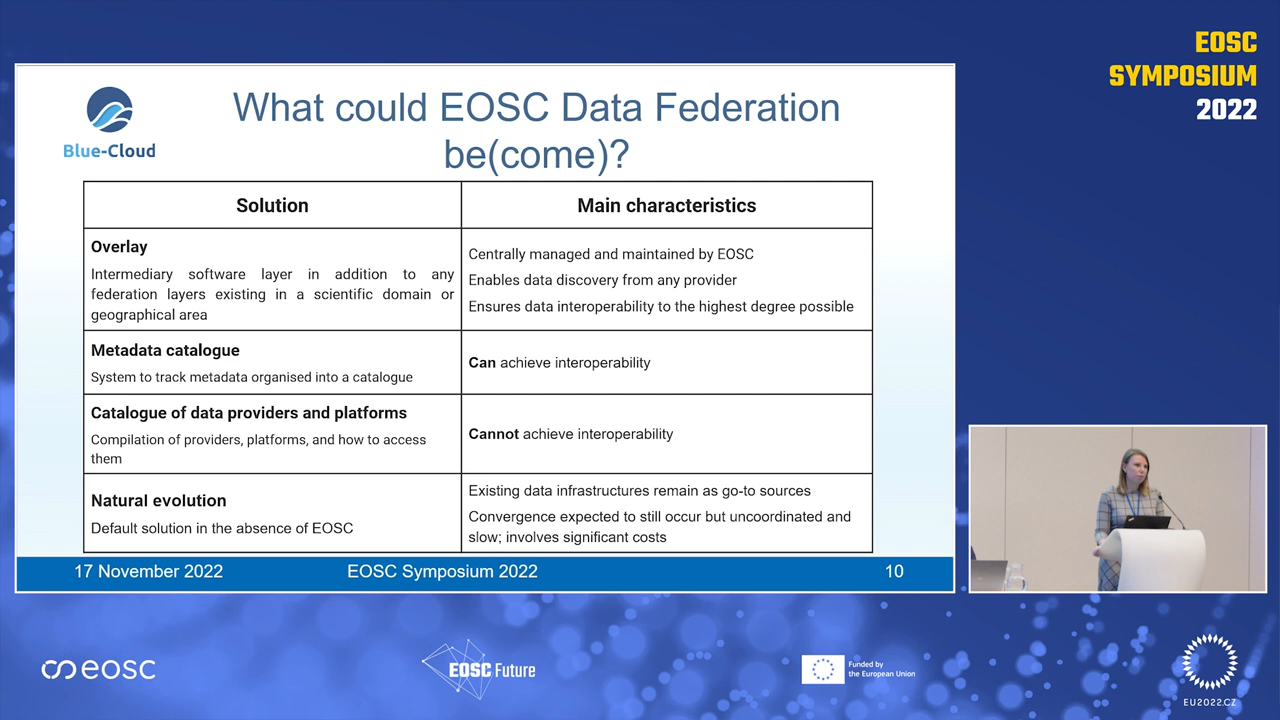 EOSC
SYMPOSIUM
2022
Blue-Cloud
What could EOSC Data Federation
be(come)?
Solution
Main characteristics
Overlay
Intermediary software layer in addition to any
federation layers existing in a scientific domain or
geographical area
Centrally managed and maintained by EOSC
Enables data discovery from any provider
Ensures data interoperability to the highest degree possible
Metadata catalogue
System to track metadata organised into a catalogue
Can achieve interoperability
Catalogue of data providers and platforms
Compilation of providers, platforms, and how to access
them
Cannot achieve interoperability
Natural evolution
Default solution in the absence of EOSC
Existing data infrastructures remain as go-to sources
Convergence expected to still occur but uncoordinated and
slow; involves significant costs
17 November 2022
EOSC Symposium 2022
10
eosc
EOSC Future
Funded by
the European Union
EU2022.CZ